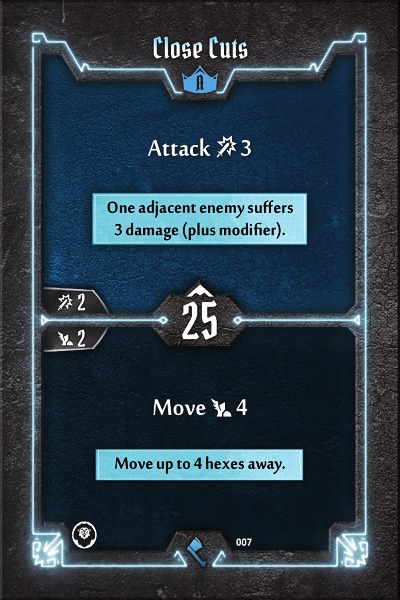 Close Cuts
A
Attack 3
One adjacent enemy suffers
3 damage (plus modifier).
2
25
2
Move 4
Move up to 4 hexes away.
007